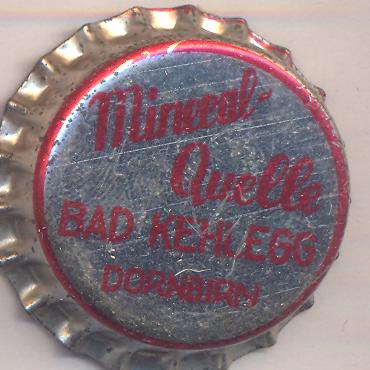 Mineral-
Quelle
BAD KEHLEGG
DORNBIRN